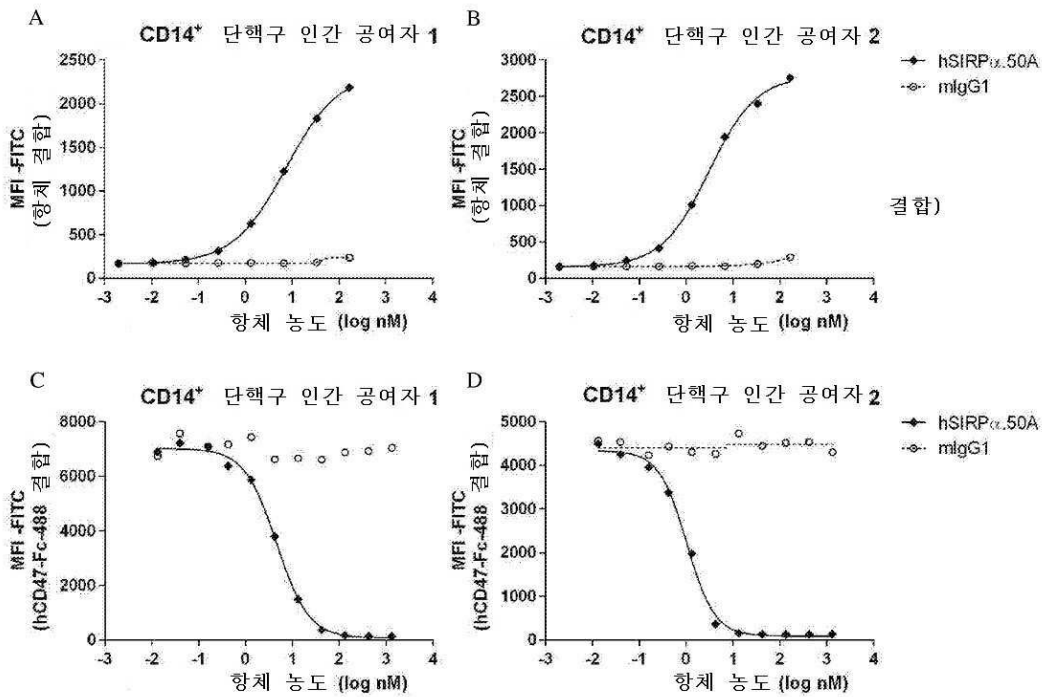 A
CD14+ 단핵구 인간 공여자 1
2500
2000
1500
1000
500
0
MFI -FITC
(항체 결합)
-3 -2 -1 0 1 2 3 4
항체 농도 (log nM)
B
CD14+ 단핵구 인간 공여자 2
3000
2500
2000
1500
1000
500
0
MFI -FITC
(항체 결합)
-3 -2 -1 0 1 2 3 4
항체 농도 (log nM)
hSIRPα.50A
mIgG1
결합)
C
CD14+ 단핵구 인간 공여자 1
8000
6000
4000
2000
0
MFI -FITC
(hCD47-Fc-488 결합)
-3 -2 -1 0 1 2 3 4
항체 농도 (log nM)
D
CD14+ 단핵구 인간 공여자 2
5000
4000
3000
2000
1000
0
MFI -FITC
(hCD47-Fc-488 결합)
-3 -2 -1 0 1 2 3 4
항체 농도 (log nM)
hSIRPα.50A
mIgG1